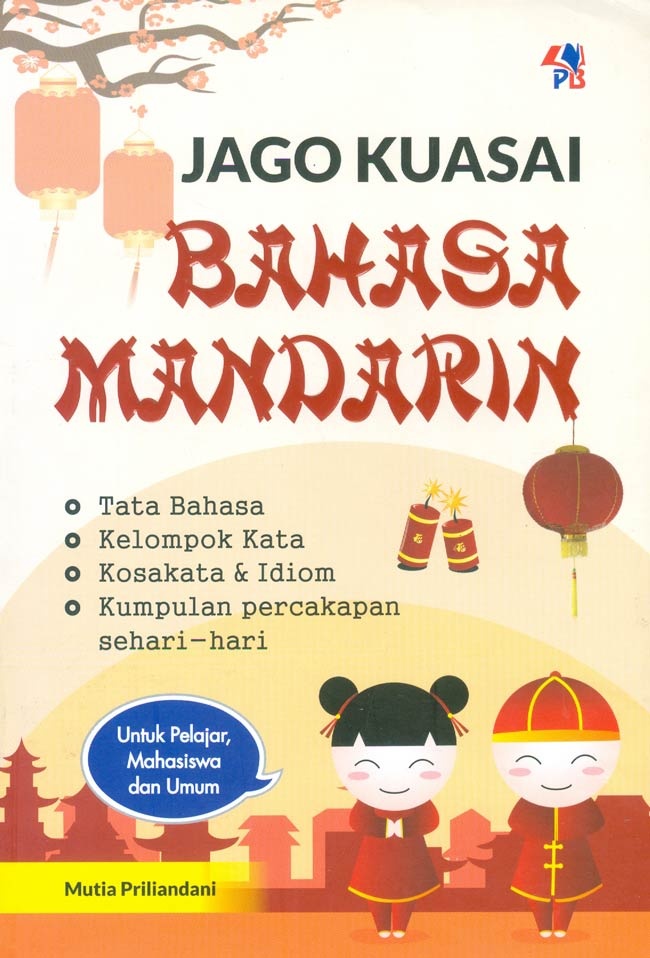 PB
JAGO KUASAI
BAHASA
MANDARIN
Tata Bahasa
Kelompok Kata
Kosakata & Idiom
Kumpulan percakapan
sehari-hari
Untuk Pelajar,
Mahasiswa
dan Umum
Mutia Priliandani